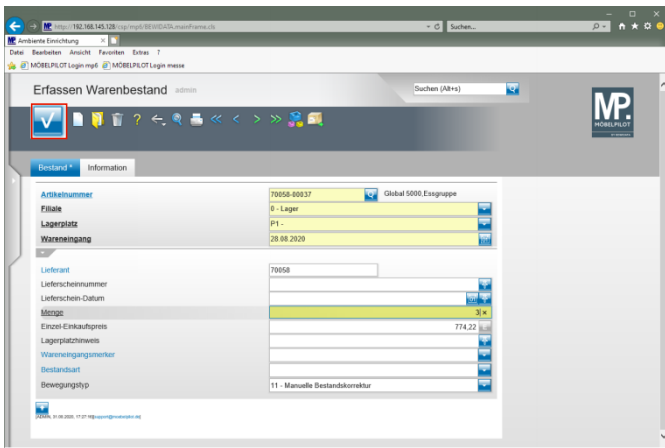 http://192.168.145.128/csp/mp6/BEWIDATA.mainFrame.cls
Suchen...
Ambiente Einrichtung
Datei Bearbeiten Ansicht Favoriten Extras ?
MÖBELPILOT Login mp6 MÖBELPILOT Login messe
Erfassen Warenbestand admin
Suchen (Alt+s)
MP.
MÖBELPILOT
Bestand * Information
Artikelnummer 70058-00037 Global 5000,Essgruppe
Filiale 0 - Lager
Lagerplatz P1 -
Wareneingang 28.08.2020
Lieferant 70058
Lieferscheinnummer
Lieferschein-Datum
Menge 3
Einzel-Einkaufspreis 774,22
Lagerplatzhinweis
Wareneingangsmerker
Bestandsart
Bewegungstyp 11 - Manuelle Bestandskorrektur